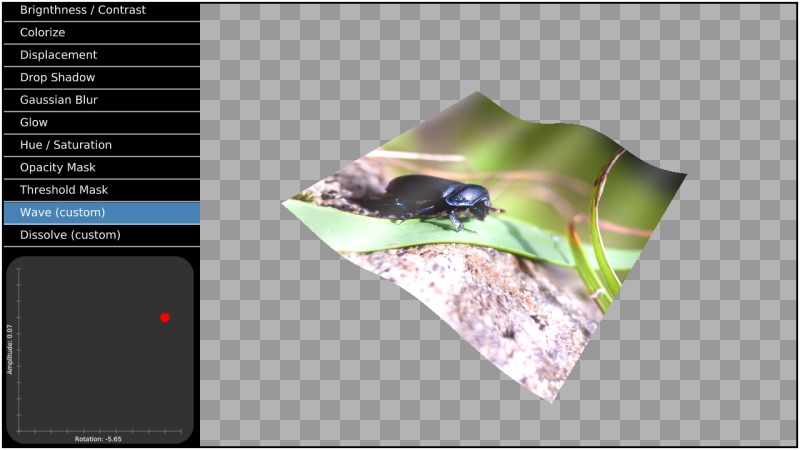 Brignthness / Contrast
Colorize
Displacement
Drop Shadow
Gaussian Blur
Glow
Hue / Saturation
Opacity Mask
Threshold Mask
Wave (custom)
Dissolve (custom)
Amplitude: 0.07
Rotation: -5.65